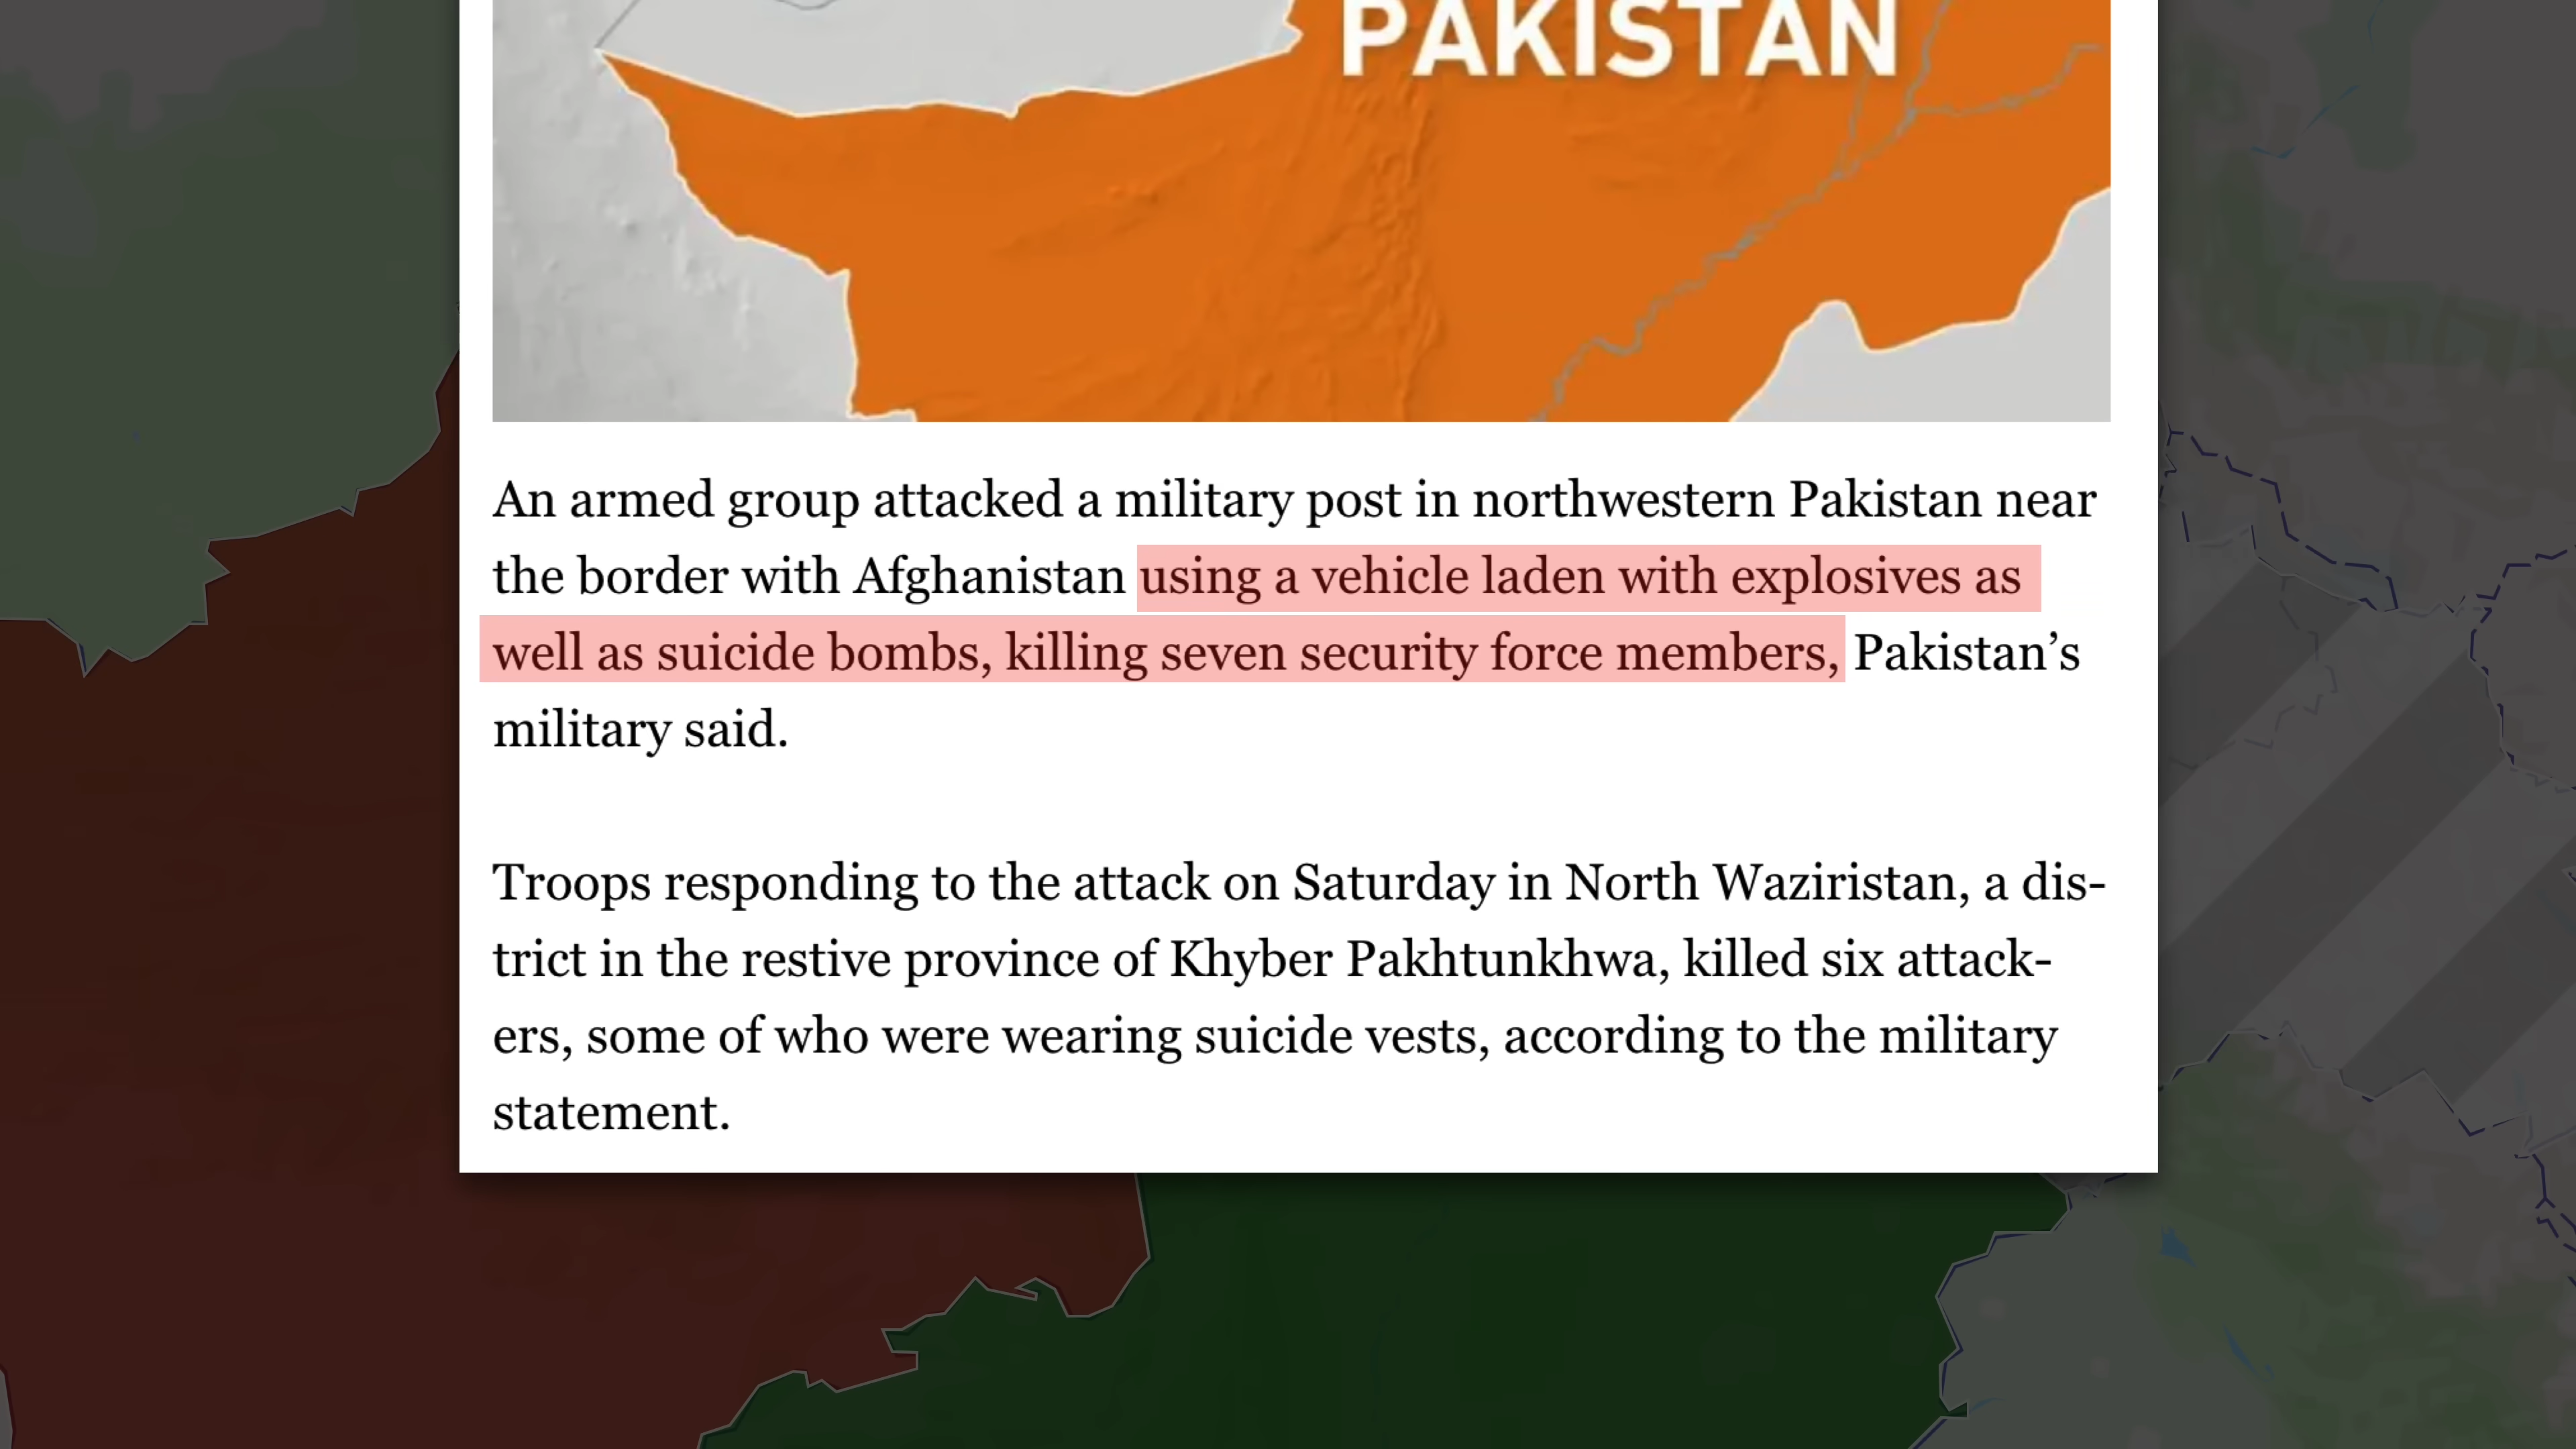 PAKISTAN
An armed group attacked a military post in northwestern Pakistan near
the border with Afghanistan using a vehicle laden with explosives as
well as suicide bombs, killing seven security force members, Pakistan’s
military said.
Troops responding to the attack on Saturday in North Waziristan, a dis-
trict in the restive province of Khyber Pakhtunkhwa, killed six attack-
ers, some of who were wearing suicide vests, according to the military
statement.